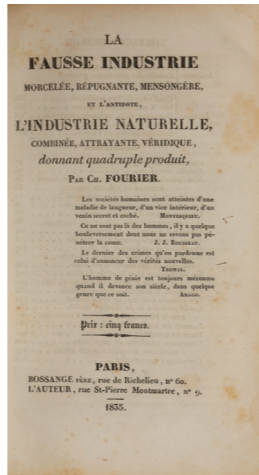 LA
FAUSSE INDUSTRIE
MORCELÉE, RÉPUGNANTE, MENSONGÈRE,
ET L'ANTIDOTE,
L'INDUSTRIE NATURELLE,
COMBINÉE, ATTRAYANTE, VÉRIDIQUE,
donnant quadruple produit,
PAR CH. FOURIER.
Les sociétés humaines sont atteintes d'une
maladie de langueur, d'un vice intérieur, d'un
venin secret et caché. MONTESQUIEU.
Ce ne sont pas là des hommes, il y a quelque
bouleversement dont nous ne savons pas pé-
nétrer la cause. J. J. ROUSSEAU.
Le dernier des crimes qu'on pardonne est
celui d'annoncer des vérités nouvelles.
THOMAS.
L'homme de génie est toujours méconnu
quand il devance son siècle, dans quelque
genre que ce soit. ARAGO.
Prix : cinq francs.
PARIS,
BOSSANGE PÈRE, rue de Richelieu, n° 60.
L'AUTEUR, rue St-Pierre Montmartre, n° 9.
1835.